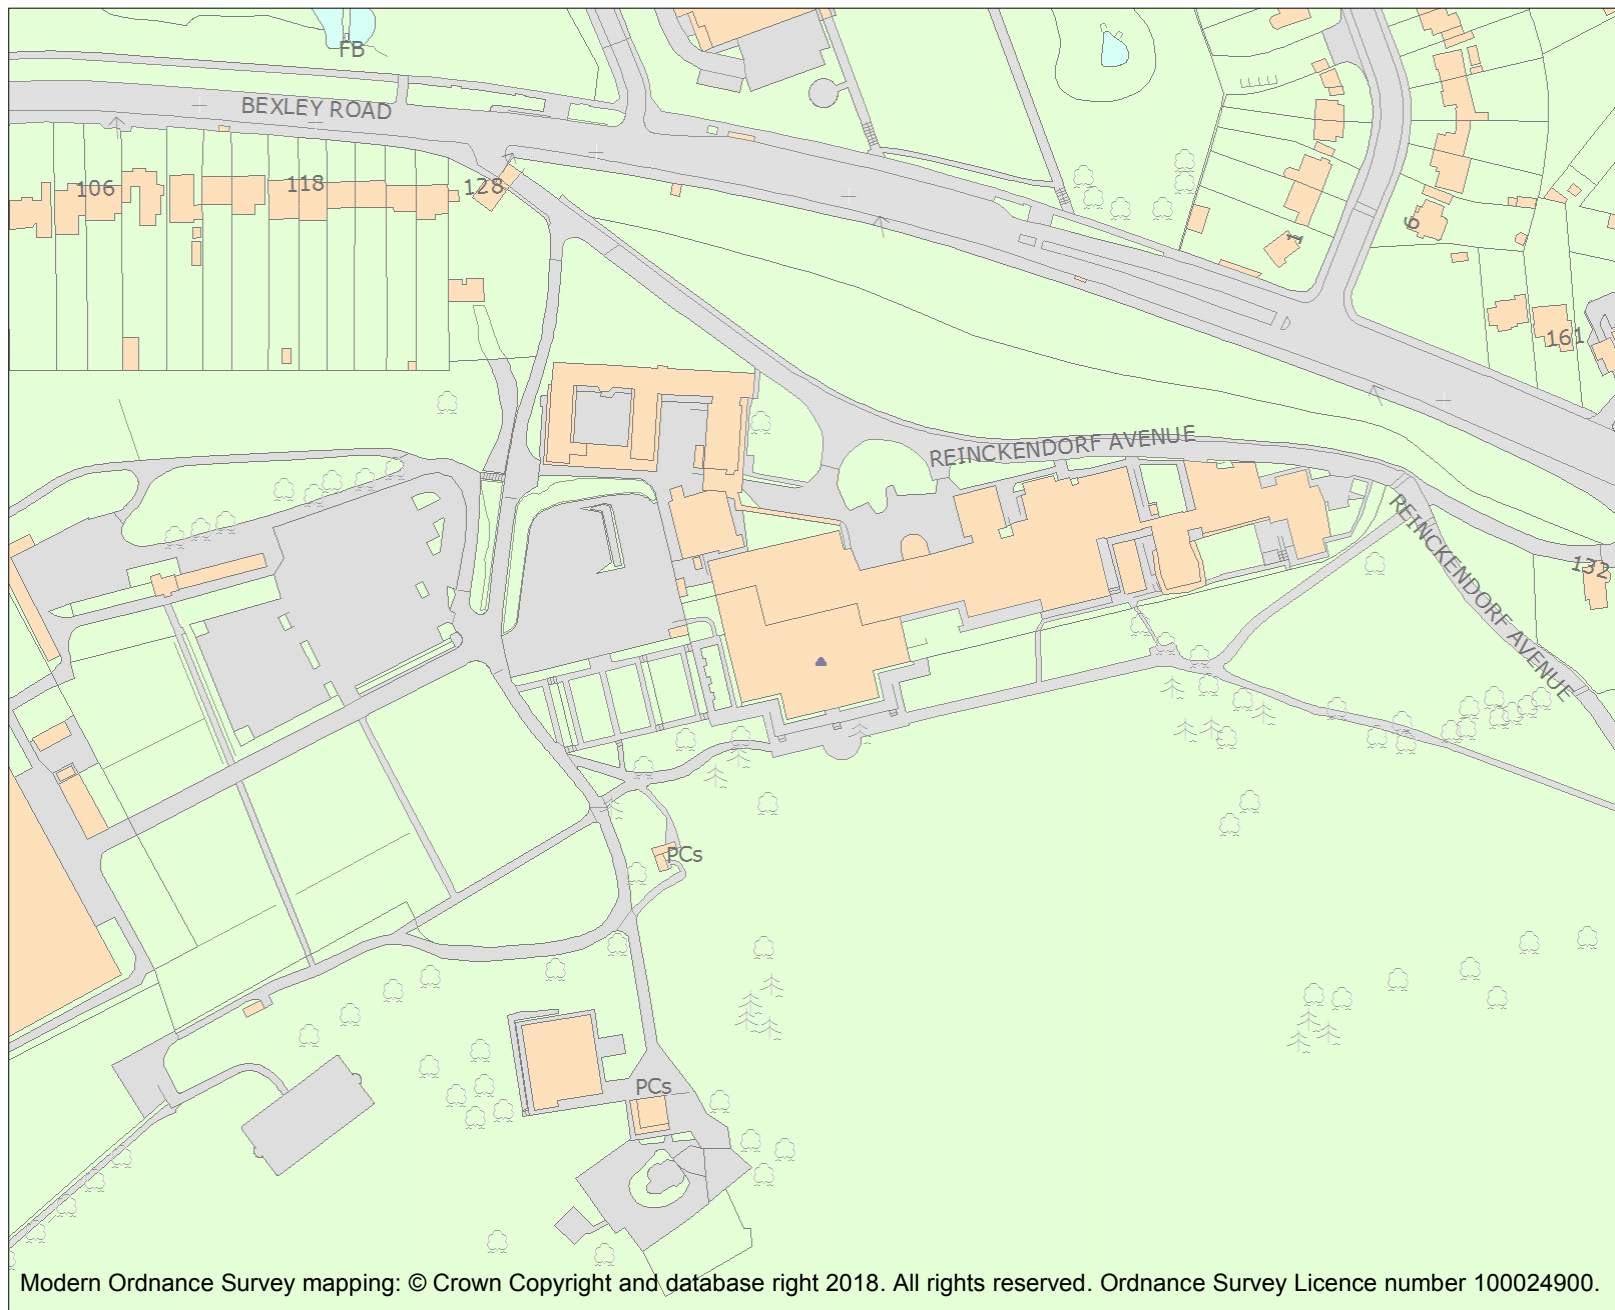 FB
BEXLEY ROAD
106
118
128
1
6
161
REINCKENDORF AVENUE
REINCKENDORF AVENUE
132
PCs
PCs
Modern Ordnance Survey mapping: © Crown Copyright and database right 2018. All rights reserved. Ordnance Survey Licence number 100024900.